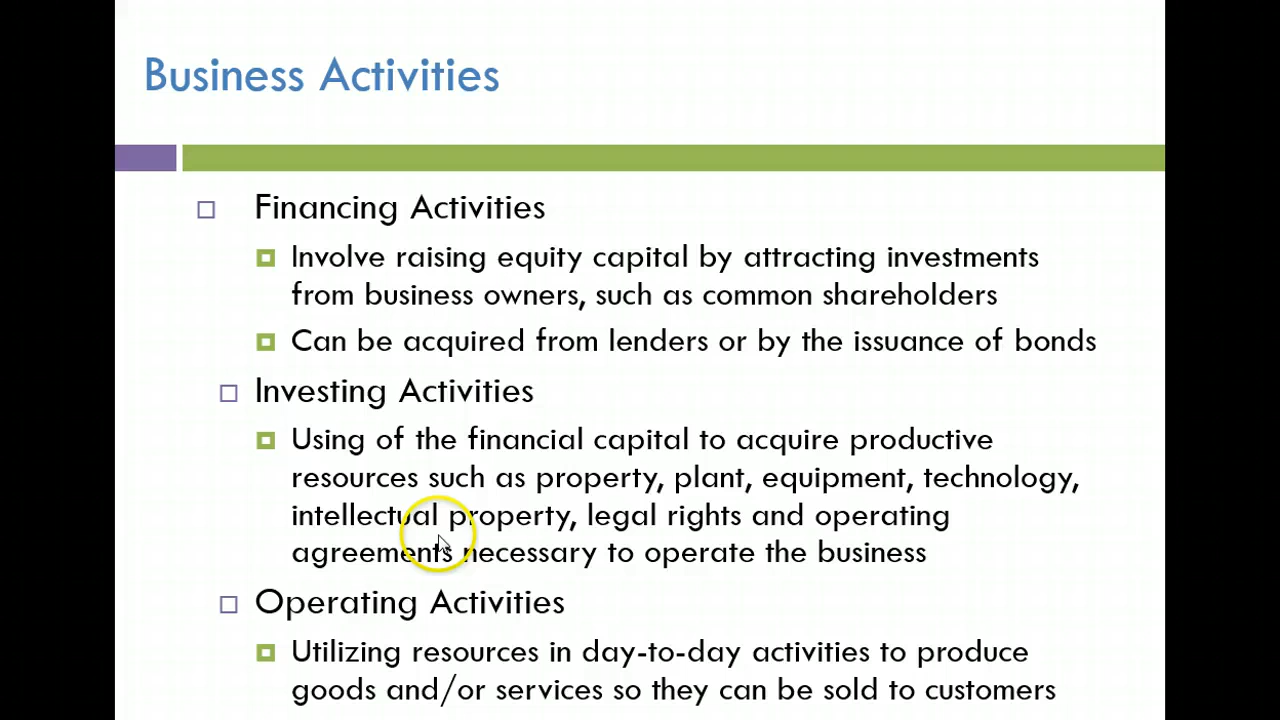 Business Activities
Financing Activities
Involve raising equity capital by attracting investments
from business owners, such as common shareholders
Can be acquired from lenders or by the issuance of bonds
Investing Activities
Using of the financial capital to acquire productive
resources such as property, plant, equipment, technology,
intellectual property, legal rights and operating
agreements necessary to operate the business
Operating Activities
Utilizing resources in day-to-day activities to produce
goods and/or services so they can be sold to customers